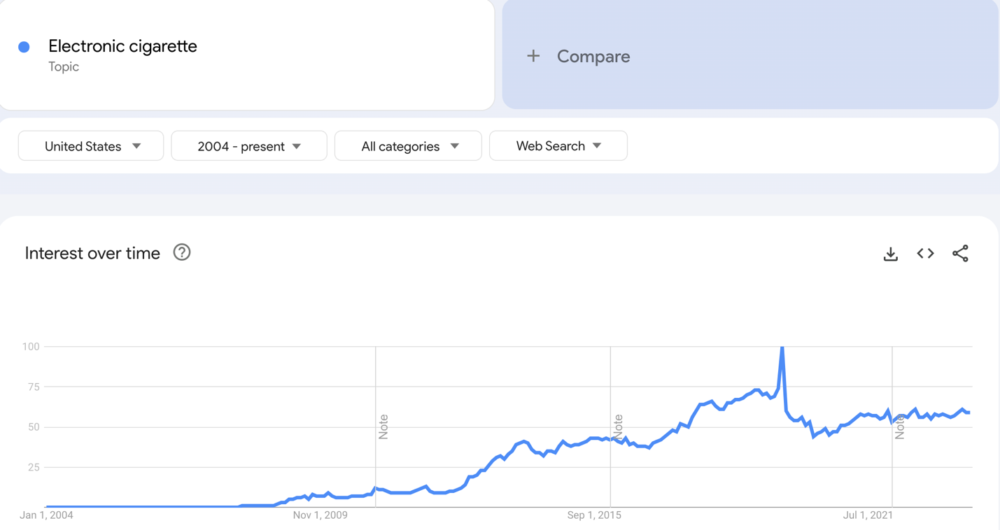 Electronic cigarette
Topic
+ Compare
United States
2004 - present
All categories
Web Search
Interest over time ?
100
75
50
25
Note
Note
Note
Jan 1, 2004
Nov 1, 2009
Sep 1, 2015
Jul 1, 2021